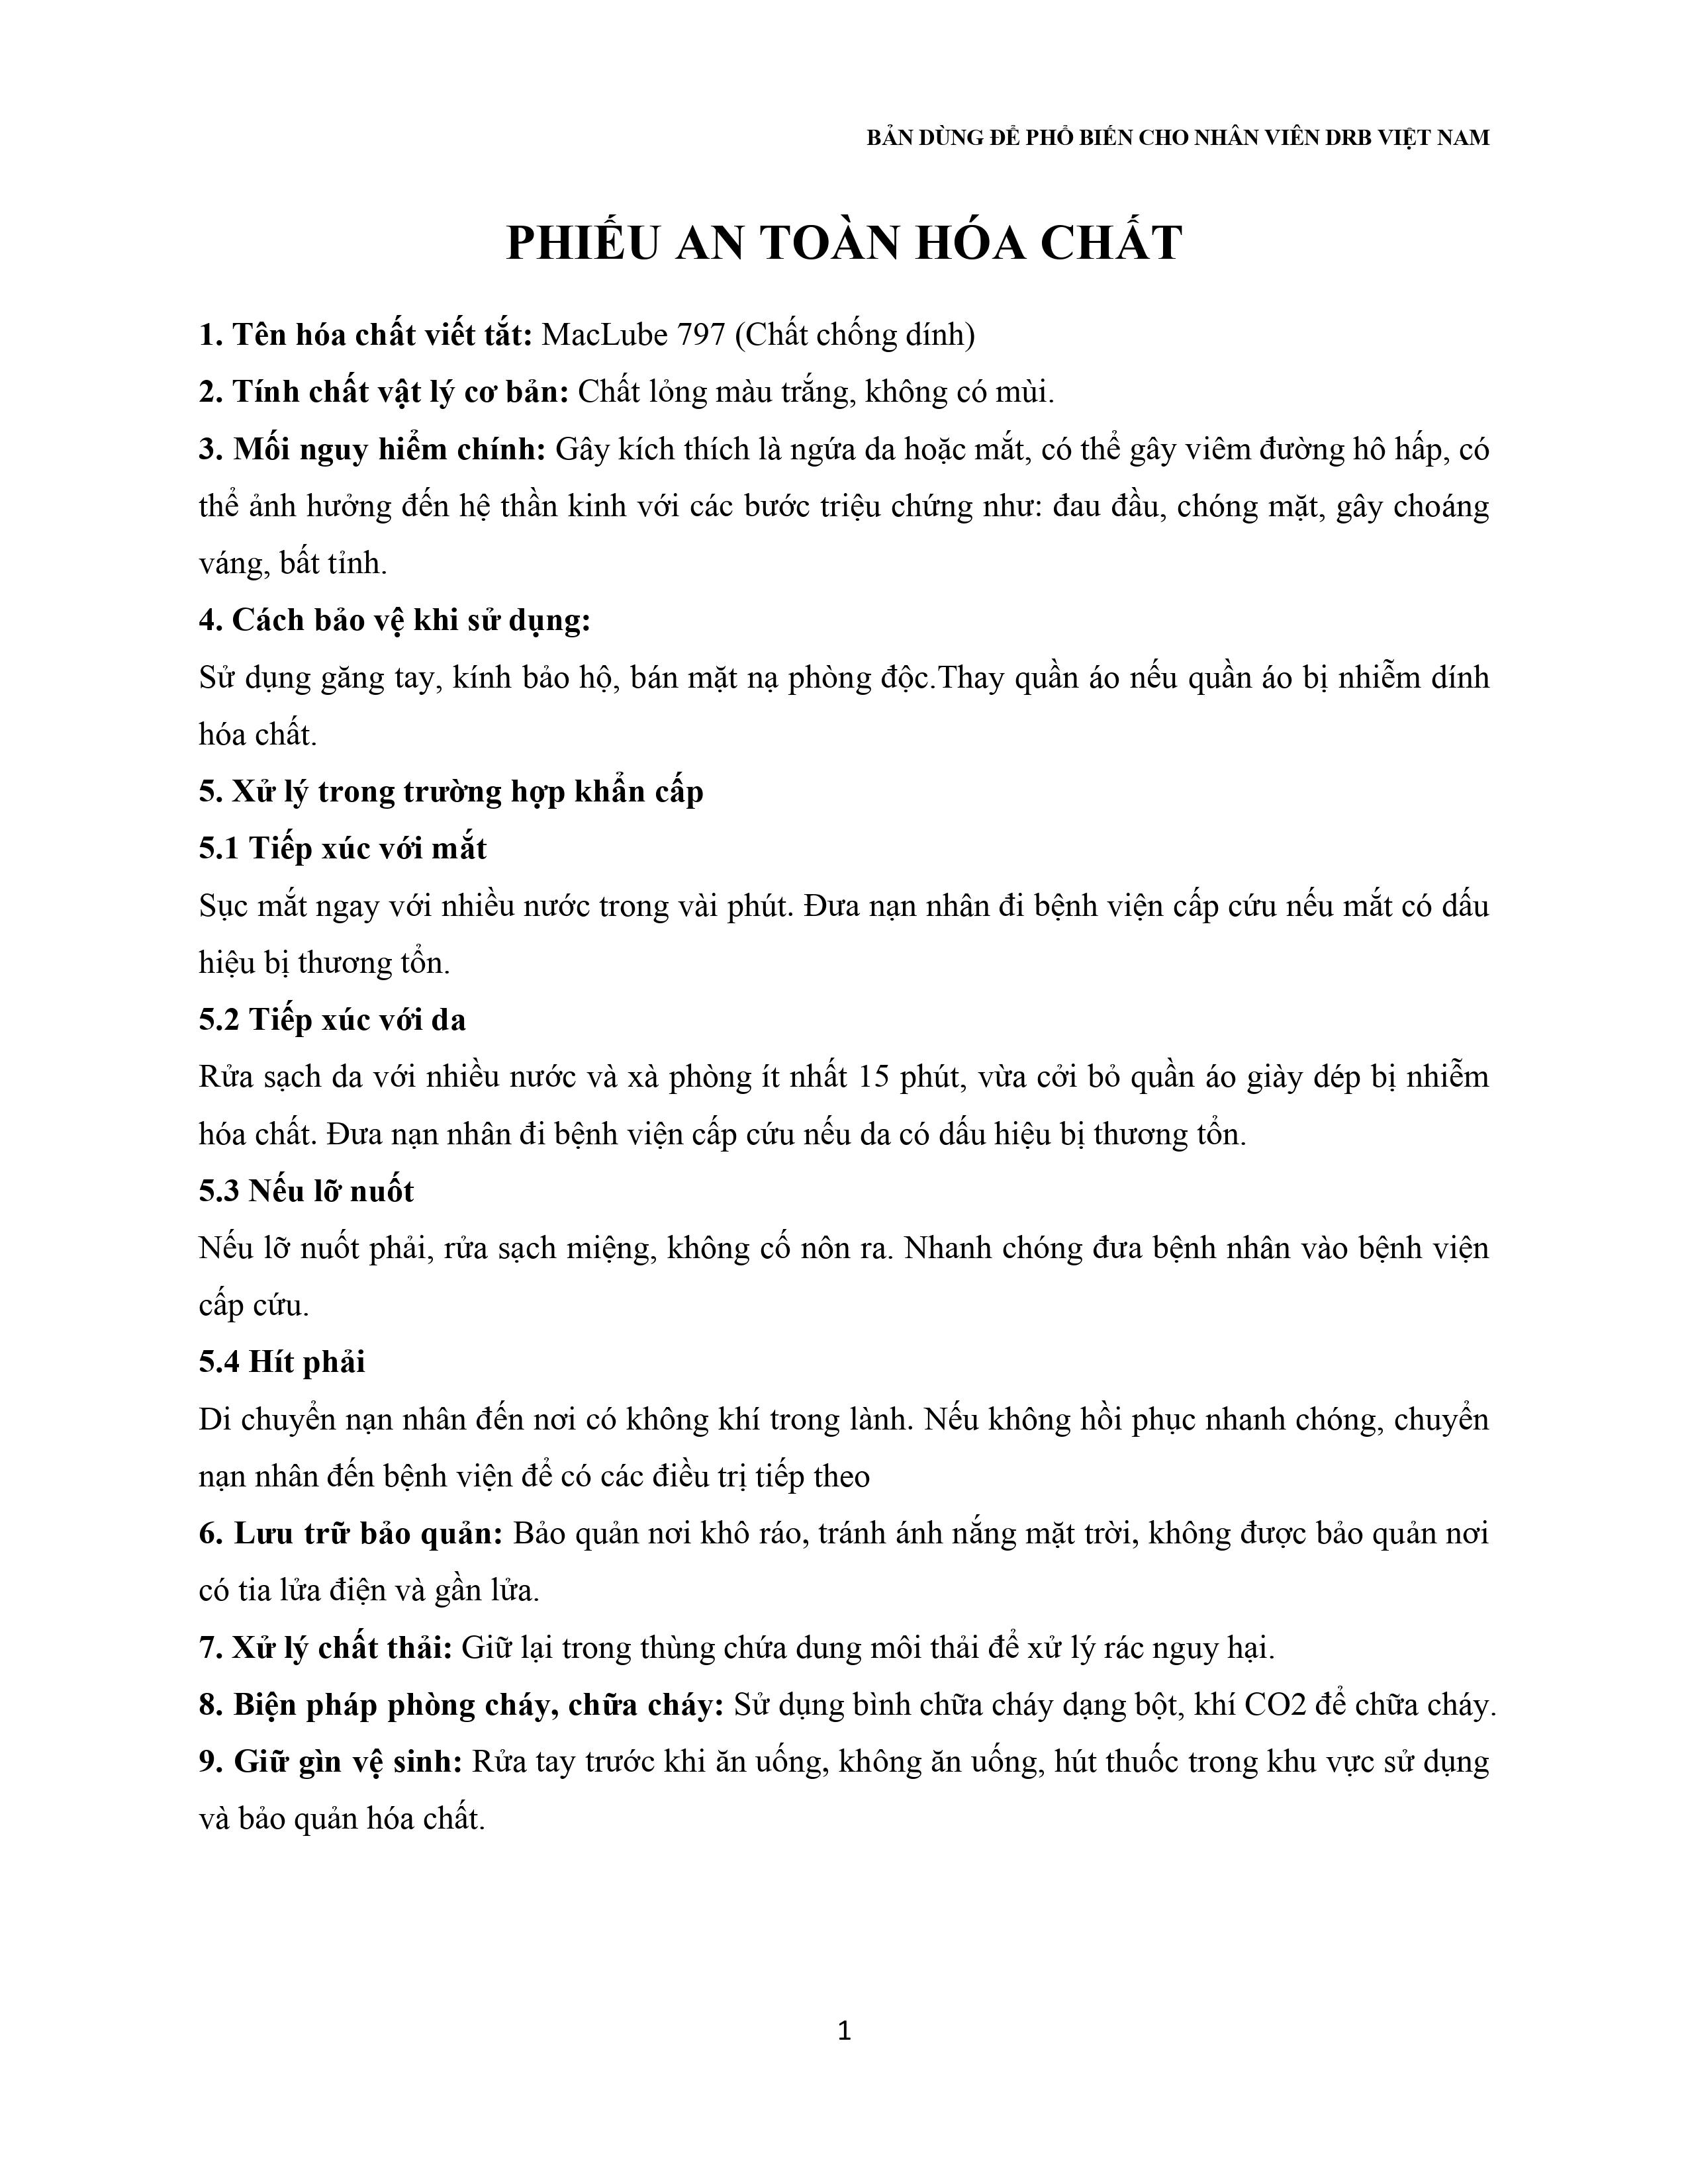 BẢN DÙNG ĐỂ PHỔ BIẾN CHO NHÂN VIÊN DRB VIỆT NAM
PHIẾU AN TOÀN HÓA CHẤT
1. Tên hóa chất viết tắt: MacLube 797 (Chất chống dính)
2. Tính chất vật lý cơ bản: Chất lỏng màu trắng, không có mùi.
3. Mối nguy hiểm chính: Gây kích thích là ngứa da hoặc mắt, có thể gây viêm đường hô hấp, có
thể ảnh hưởng đến hệ thần kinh với các bước triệu chứng như: đau đầu, chóng mặt, gây choáng
váng, bất tỉnh.
4. Cách bảo vệ khi sử dụng:
Sử dụng găng tay, kính bảo hộ, bán mặt nạ phòng độc.Thay quần áo nếu quần áo bị nhiễm dính
hóa chất.
5. Xử lý trong trường hợp khẩn cấp
5.1 Tiếp xúc với mắt
Sục mắt ngay với nhiều nước trong vài phút. Đưa nạn nhân đi bệnh viện cấp cứu nếu mắt có dấu
hiệu bị thương tổn.
5.2 Tiếp xúc với da
Rửa sạch da với nhiều nước và xà phòng ít nhất 15 phút, vừa cởi bỏ quần áo giày dép bị nhiễm
hóa chất. Đưa nạn nhân đi bệnh viện cấp cứu nếu da có dấu hiệu bị thương tổn.
5.3 Nếu lỡ nuốt
Nếu lỡ nuốt phải, rửa sạch miệng, không cố nôn ra. Nhanh chóng đưa bệnh nhân vào bệnh viện
cấp cứu.
5.4 Hít phải
Di chuyển nạn nhân đến nơi có không khí trong lành. Nếu không hồi phục nhanh chóng, chuyển
nạn nhân đến bệnh viện để có các điều trị tiếp theo
6. Lưu trữ bảo quản: Bảo quản nơi khô ráo, tránh ánh nắng mặt trời, không được bảo quản nơi
có tia lửa điện và gần lửa.
7. Xử lý chất thải: Giữ lại trong thùng chứa dung môi thải để xử lý rác nguy hại.
8. Biện pháp phòng cháy, chữa cháy: Sử dụng bình chữa cháy dạng bột, khí CO2 để chữa cháy.
9. Giữ gìn vệ sinh: Rửa tay trước khi ăn uống, không ăn uống, hút thuốc trong khu vực sử dụng
và bảo quản hóa chất.
1